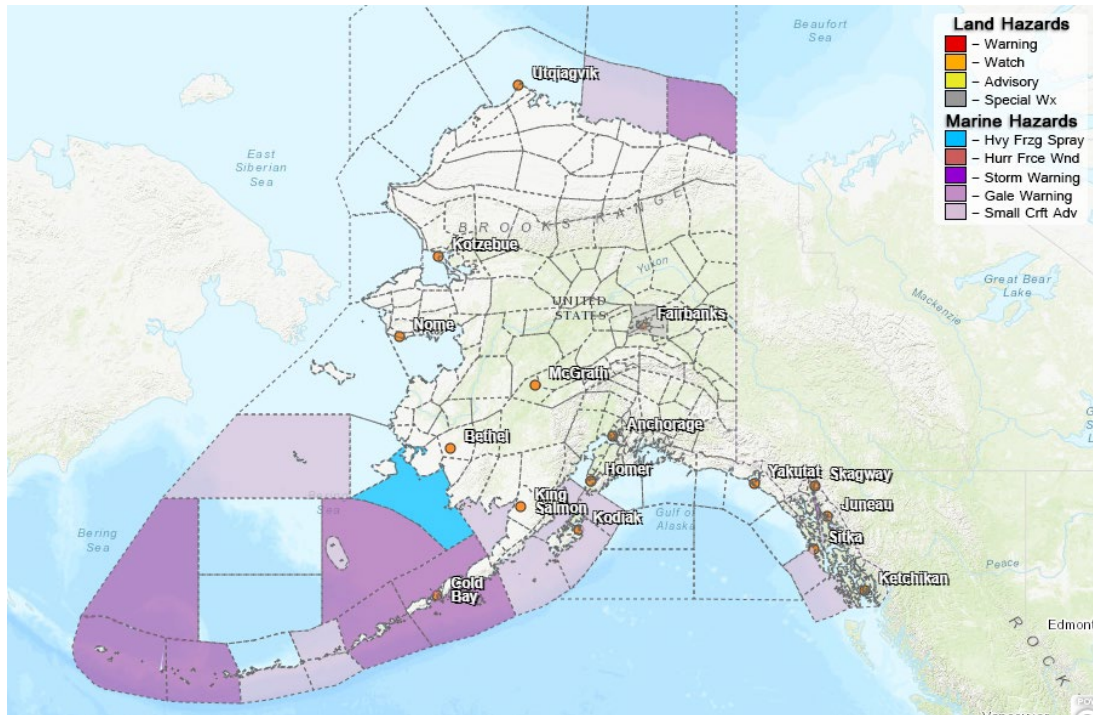 Beaufort
Sea
Land Hazards
– Warning
– Watch
– Advisory
– Special Wx
Marine Hazards
– Hvy Frzg Spray
– Hurr Frce Wnd
– Storm Warning
– Gale Warning
– Small Crft Adv
Utqiagvik
East
Siberian
Sea
BROOKS RANGE
Kotzebue
Yukon
Great Bear
Lake
Mackenzie
UNITED
STATES
Fairbanks
Nome
McGrath
Anchorage
Bethel
Homer
Yakutat
Skagway
King
Salmon
Kodiak
Gulf of
Alaska
Juneau
Sitka
Bering
Sea
Sea
Cold
Bay
Ketchikan
Peace
Edmont
ROCK